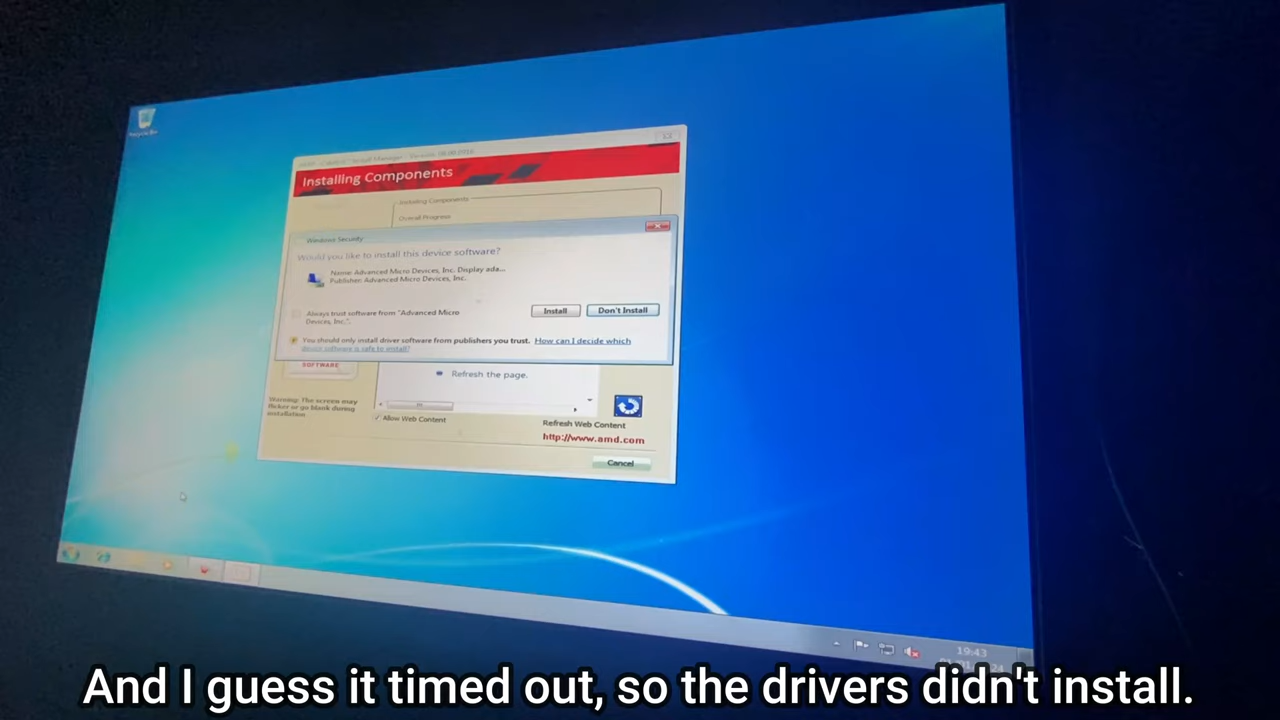 Recycle Bin
Installing Components
Installing Components
Overall Progress
Windows Security
Would you like to install this device software?
Name: Advanced Micro Devices, Inc. Display ada...
Publisher: Advanced Micro Devices, Inc.
Always trust software from "Advanced Micro
Devices, Inc.".
Install
Don't Install
You should only install driver software from publishers you trust. How can I decide which
device software is safe to install?
SOFTWARE
Refresh the page.
Warning: The screen may
flicker or go blank during
installation
Allow Web Content
Refresh Web Content
http://www.amd.com
Cancel
19:43
And I guess it timed out, so the drivers didn't install.